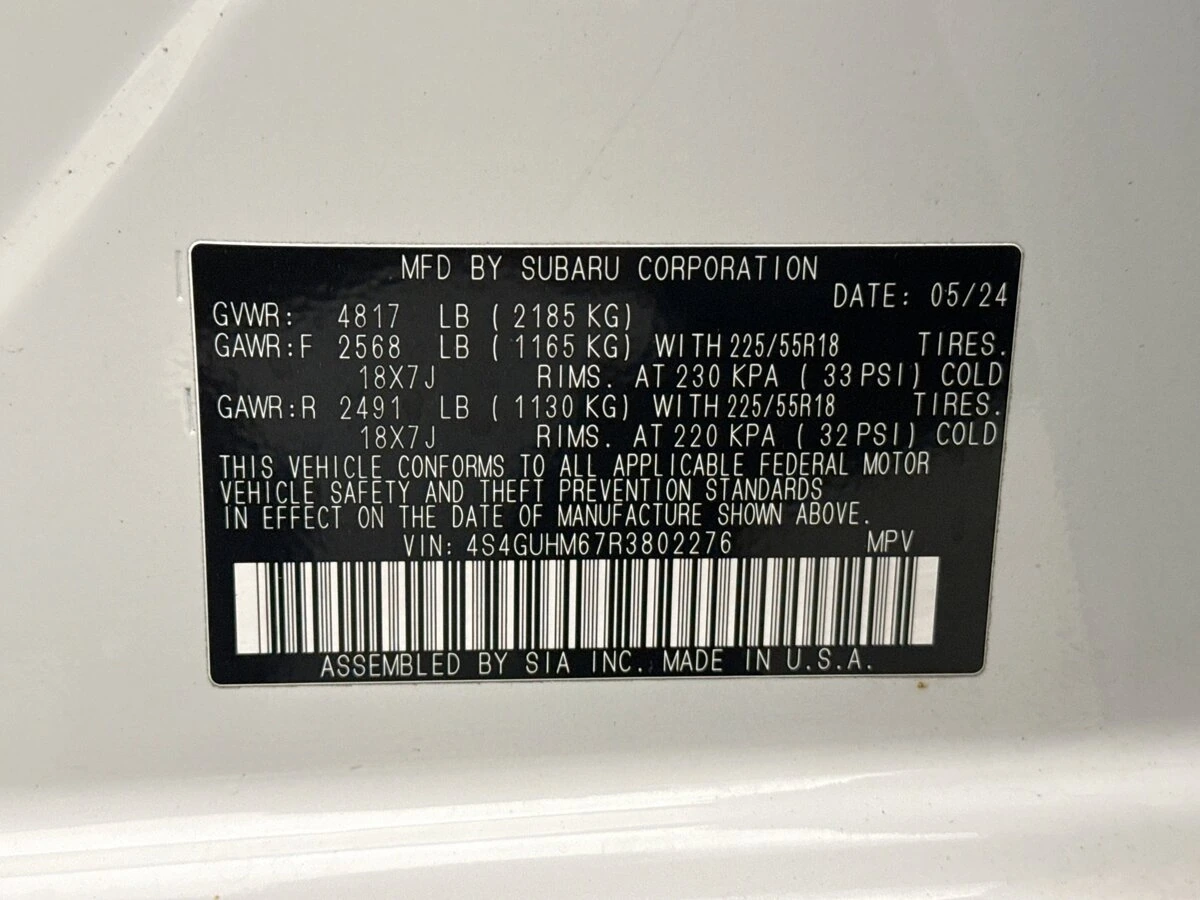 MFD BY SUBARU CORPORATION
DATE: 05/24
GVWR: 4817 LB ( 2185 KG)
GAWR:F 2568 LB ( 1165 KG) WITH 225/55R18 TIRES.
18X7J RIMS. AT 230 KPA ( 33 PSI) COLD
GAWR:R 2491 LB ( 1130 KG) WITH 225/55R18 TIRES.
18X7J RIMS. AT 220 KPA ( 32 PSI) COLD
THIS VEHICLE CONFORMS TO ALL APPLICABLE FEDERAL MOTOR
VEHICLE SAFETY AND THEFT PREVENTION STANDARDS
IN EFFECT ON THE DATE OF MANUFACTURE SHOWN ABOVE.
VIN: 4S4GUHM67R3802276 MPV
ASSEMBLED BY SIA INC. MADE IN U.S.A.